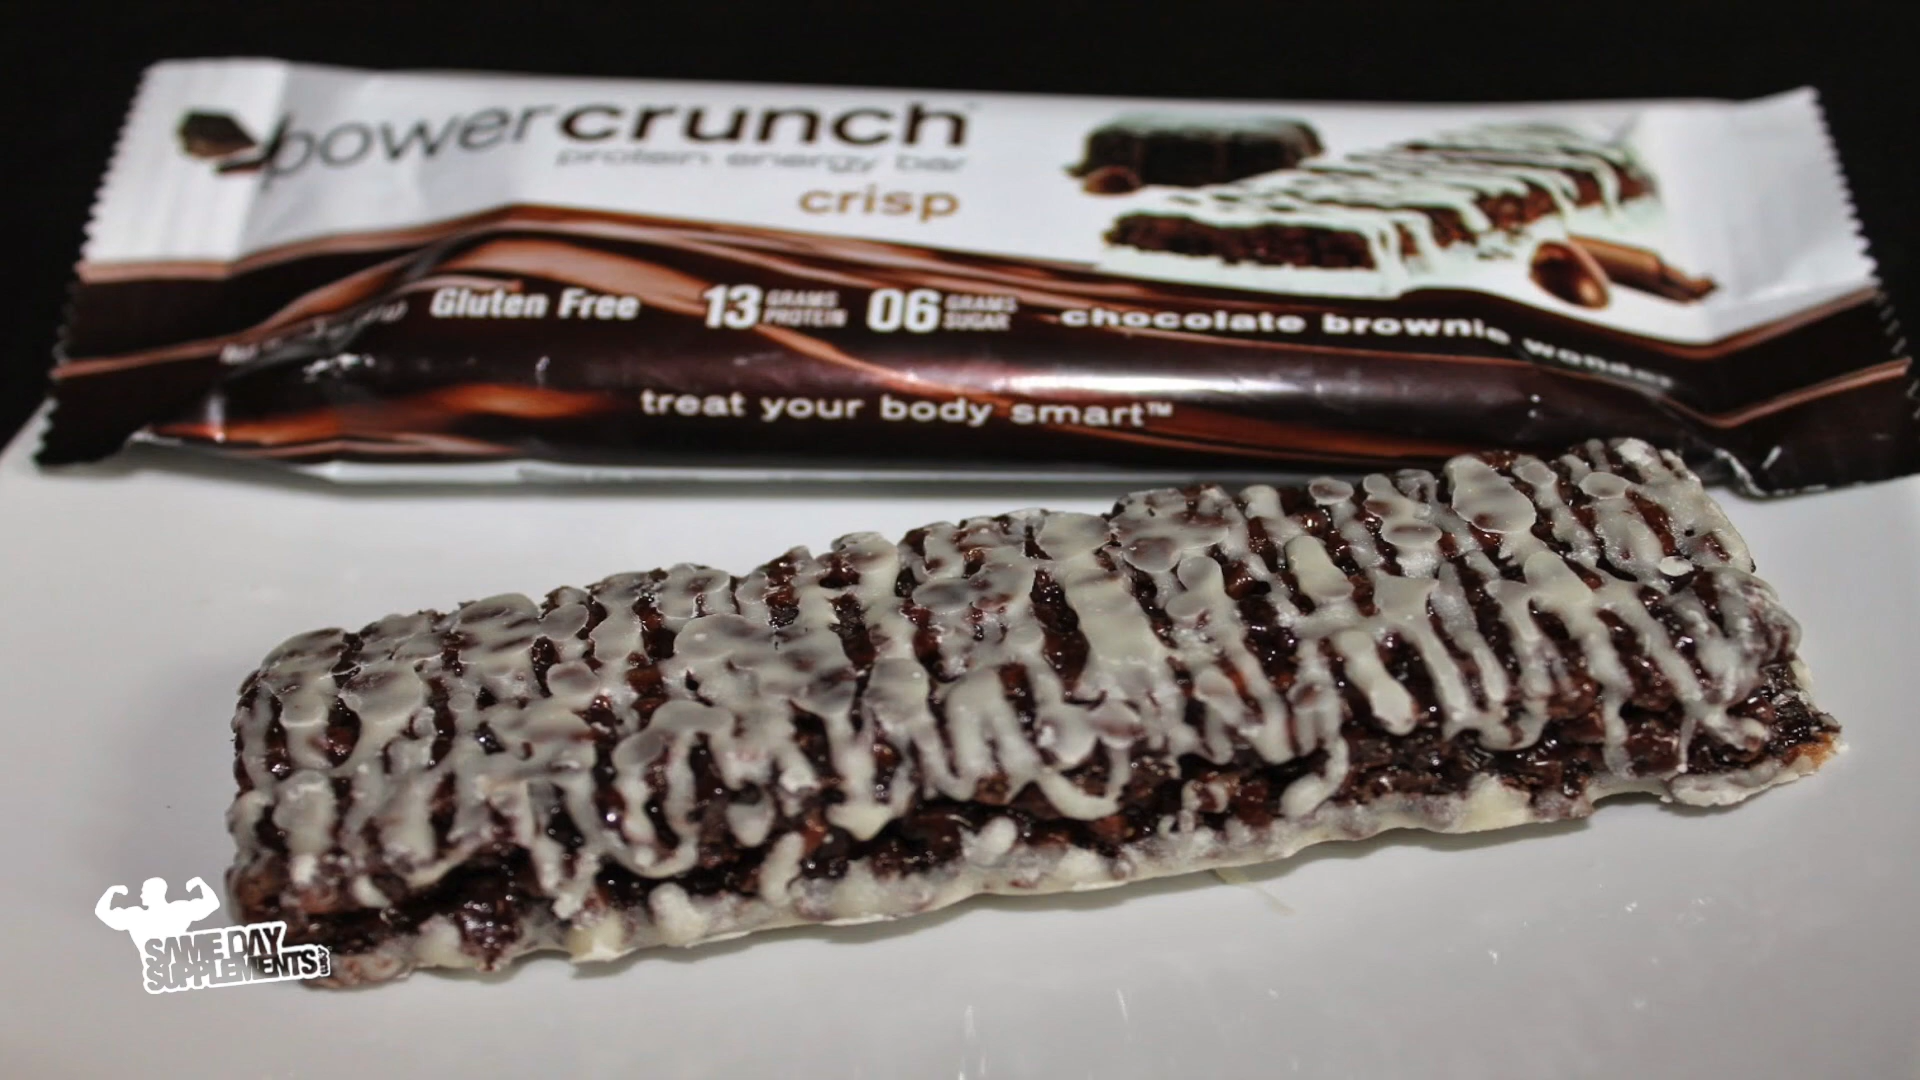 powercrunch
protein energy bar
crisp
Gluten Free 13 GRAMS PROTEIN 06 GRAMS SUGAR chocolate brownie wonder
treat your body smart™
SAME DAY
SUPPLEMENTS